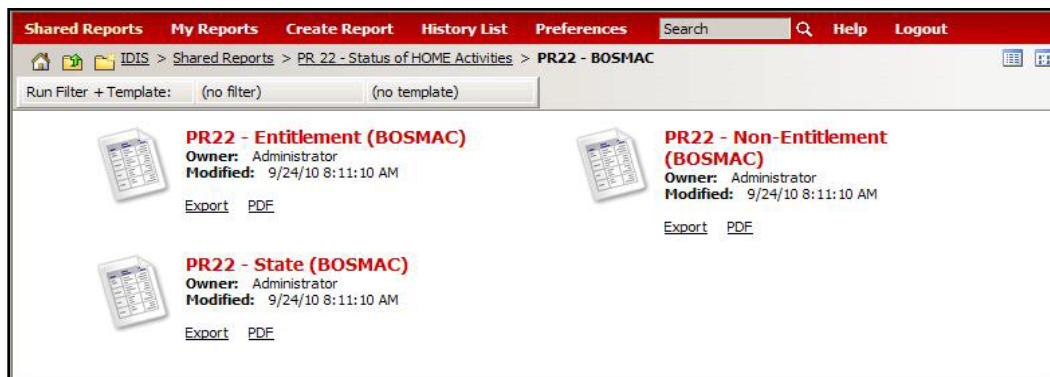 Shared Reports My Reports Create Report History List Preferences Search Help Logout
IDIS > Shared Reports > PR 22 - Status of HOME Activities > PR22 - BOSMAC
Run Filter + Template: (no filter) (no template)
PR22 - Entitlement (BOSMAC)
Owner: Administrator
Modified: 9/24/10 8:11:10 AM
Export PDF
PR22 - Non-Entitlement
(BOSMAC)
Owner: Administrator
Modified: 9/24/10 8:11:10 AM
Export PDF
PR22 - State (BOSMAC)
Owner: Administrator
Modified: 9/24/10 8:11:10 AM
Export PDF